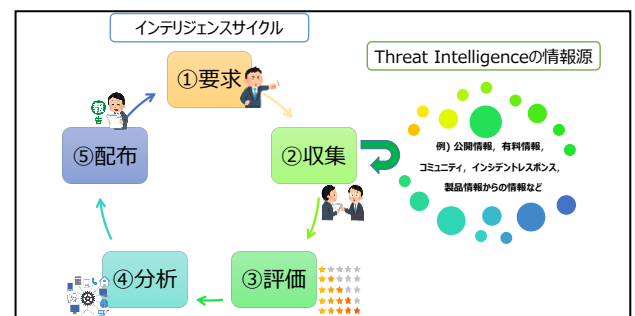 インテリジェンスサイクル
①要求
Threat Intelligenceの情報源
報告
⑤配布
②収集
例) 公開情報, 有料情報,
コミュニティ, インシデントレスポンス,
製品情報からの情報など
④分析
③評価